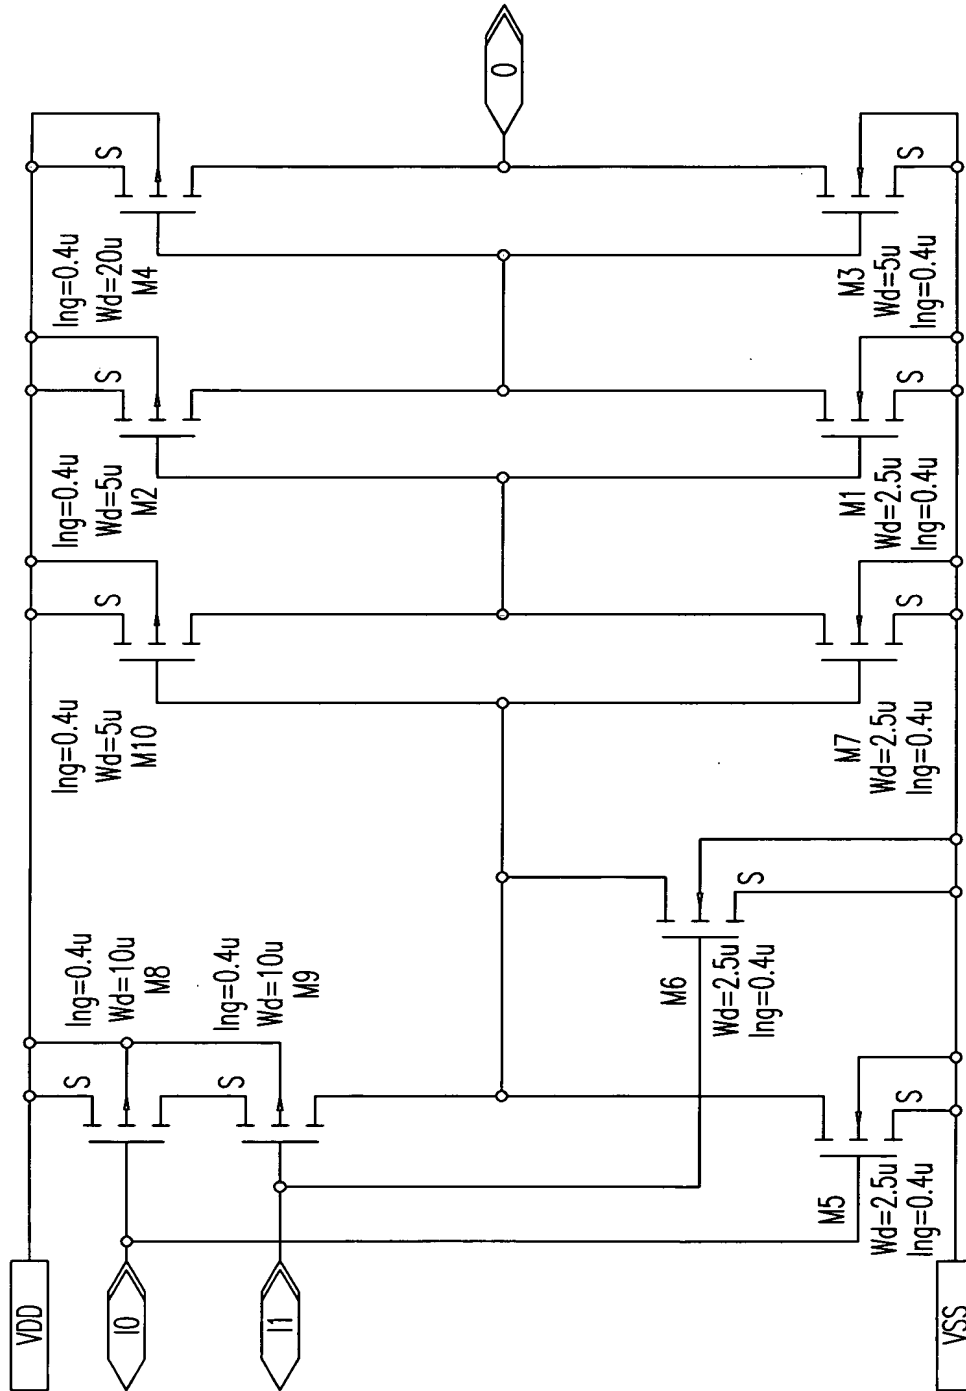 VDD
I0
I1
VSS
lng=0.4u
Wd=10u
M8
S
lng=0.4u
Wd=10u
M9
S
M5
Wd=2.5u
lng=0.4u
S
M6
Wd=2.5u
lng=0.4u
S
lng=0.4u
Wd=5u
M10
S
M7
Wd=2.5u
lng=0.4u
S
lng=0.4u
Wd=5u
M2
S
M1
Wd=2.5u
lng=0.4u
S
lng=0.4u
Wd=20u
M4
S
M3
Wd=5u
lng=0.4u
S
O